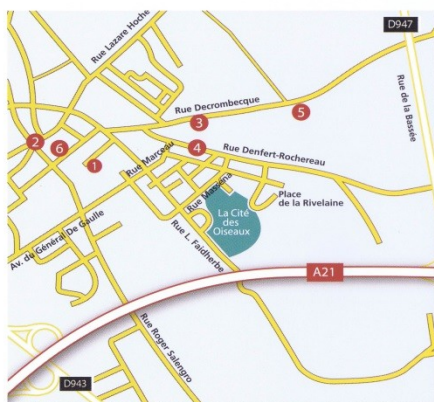 D947
Rue Lazare Hoche
Rue de la Bassée
Rue Decrombecque
5
3
2
6
1
4
Rue Marceau
Rue Denfert-Rochereau
Rue Masséna
Place
de la Rivelaine
La Cité
des
Oiseaux
Av. du Général De Gaulle
Rue L. Faidherbe
A21
Rue Roger Salengro
D943